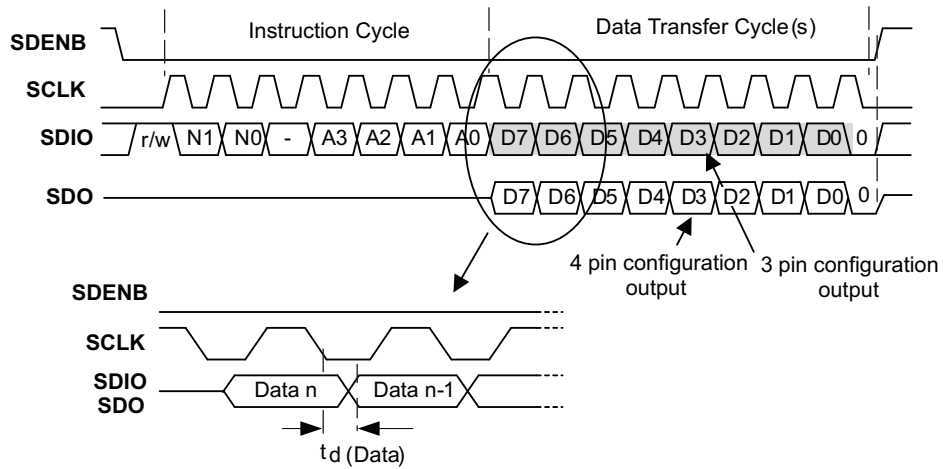 Instruction Cycle Data Transfer Cycle(s)
SDENB
SCLK
SDIO r/w N1 N0 - A3 A2 A1 A0 D7 D6 D5 D4 D3 D2 D1 D0 0
SDO D7 D6 D5 D4 D3 D2 D1 D0 0
4 pin configuration output
3 pin configuration output
SDENB
SCLK
SDIO
SDO
Data n Data n-1
td (Data)